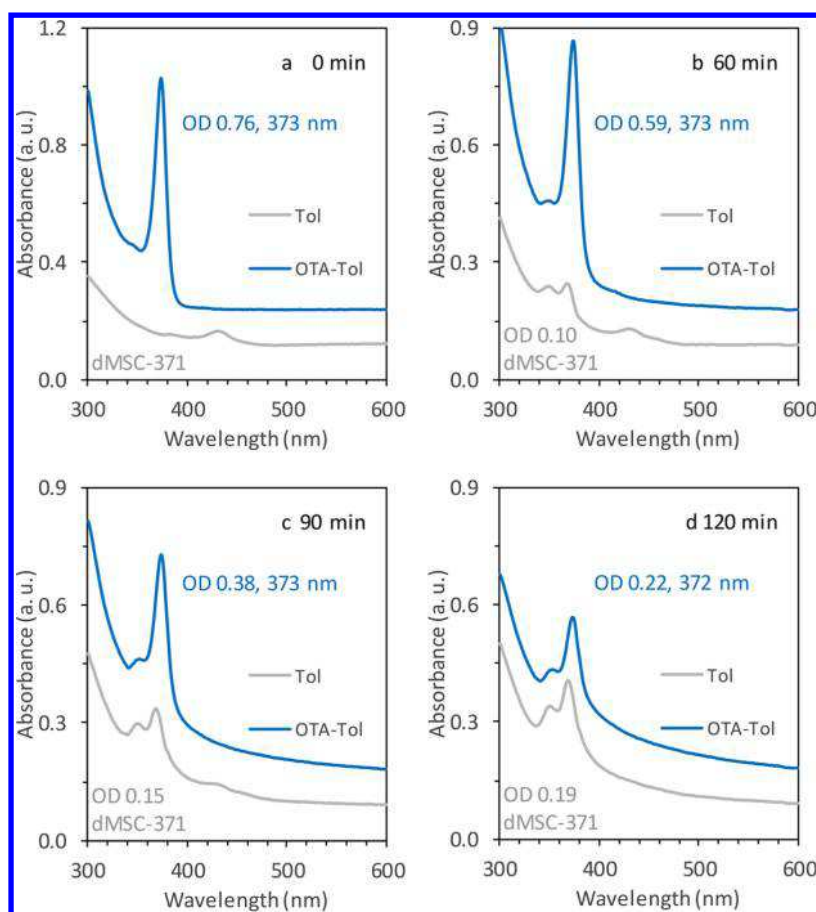 a 0 min
OD 0.76, 373 nm
Tol
OTA-Tol
dMSC-371
Absorbance (a. u.)
1.2
0.8
0.4
0.0
300 400 500 600
Wavelength (nm)
b 60 min
OD 0.59, 373 nm
Tol
OTA-Tol
OD 0.10
dMSC-371
Absorbance (a. u.)
0.9
0.6
0.3
0.0
300 400 500 600
Wavelength (nm)
c 90 min
OD 0.38, 373 nm
Tol
OTA-Tol
OD 0.15
dMSC-371
Absorbance (a. u.)
0.9
0.6
0.3
0.0
300 400 500 600
Wavelength (nm)
d 120 min
OD 0.22, 372 nm
Tol
OTA-Tol
OD 0.19
dMSC-371
Absorbance (a. u.)
0.9
0.6
0.3
0.0
300 400 500 600
Wavelength (nm)